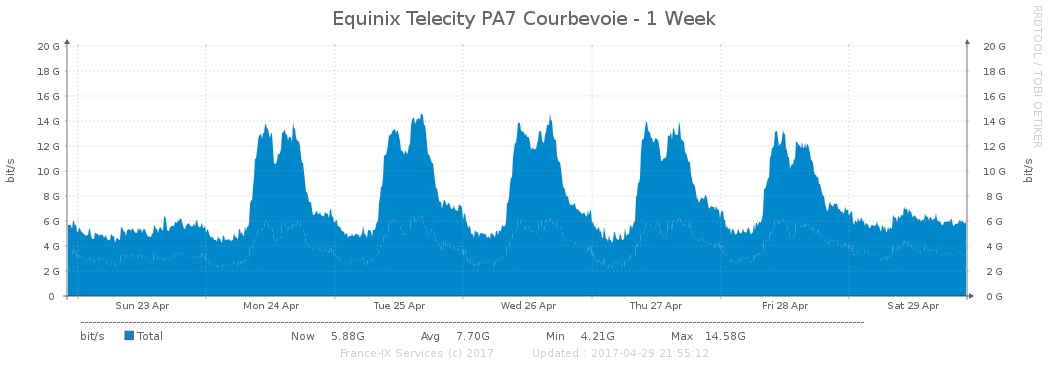 Equinix Telecity PA7 Courbevoie - 1 Week
RRDTOOL / TOBI OETIKER
20 G 20 G
18 G 18 G
16 G 16 G
14 G 14 G
12 G 12 G
10 G 10 G
8 G 8 G
6 G 6 G
4 G 4 G
2 G 2 G
0 0 G
bit/s bit/s
Sun 23 Apr Mon 24 Apr Tue 25 Apr Wed 26 Apr Thu 27 Apr Fri 28 Apr Sat 29 Apr
bit/s Total Now 5.88G Avg 7.70G Min 4.21G Max 14.58G
France-IX Services (c) 2017 Updated : 2017-04-29 21:55:12